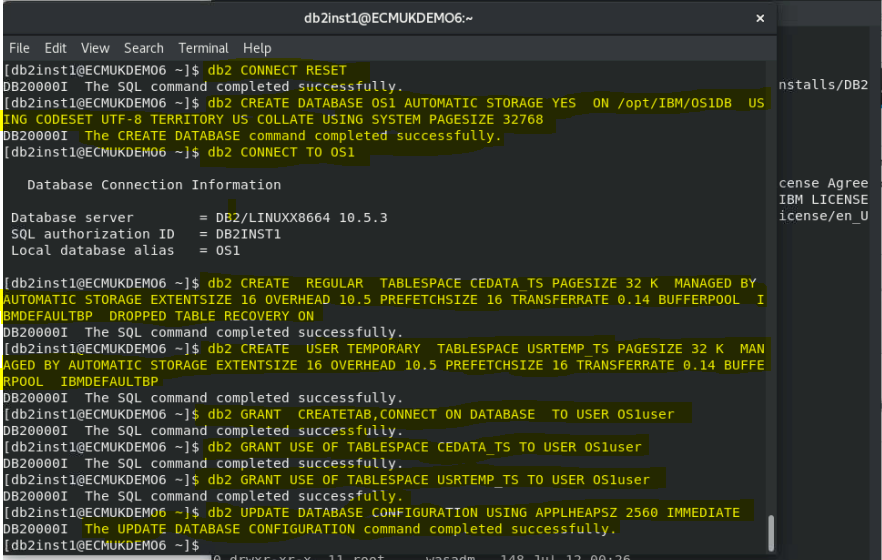 db2inst1@ECMUKDEMO6:~
×
File Edit View Search Terminal Help
[db2inst1@ECMUKDEMO6 ~]$ db2 CONNECT RESET
DB20000I  The SQL command completed successfully.
[db2inst1@ECMUKDEMO6 ~]$ db2 CREATE DATABASE OS1 AUTOMATIC STORAGE YES  ON /opt/IBM/OS1DB  US
ING CODESET UTF-8 TERRITORY US COLLATE USING SYSTEM PAGESIZE 32768
DB20000I  The CREATE DATABASE command completed successfully.
[db2inst1@ECMUKDEMO6 ~]$ db2 CONNECT TO OS1
Database Connection Information
Database server        = DB2/LINUXX8664 10.5.3
SQL authorization ID   = DB2INST1
Local database alias   = OS1
[db2inst1@ECMUKDEMO6 ~]$ db2 CREATE  REGULAR  TABLESPACE CEDATA_TS PAGESIZE 32 K  MANAGED BY
AUTOMATIC STORAGE EXTENTSIZE 16 OVERHEAD 10.5 PREFETCHSIZE 16 TRANSFERRATE 0.14 BUFFERPOOL  I
BMDEFAULTBP  DROPPED TABLE RECOVERY ON
DB20000I  The SQL command completed successfully.
[db2inst1@ECMUKDEMO6 ~]$ db2 CREATE  USER TEMPORARY  TABLESPACE USRTEMP_TS PAGESIZE 32 K  MAN
AGED BY AUTOMATIC STORAGE EXTENTSIZE 16 OVERHEAD 10.5 PREFETCHSIZE 16 TRANSFERRATE 0.14 BUFFE
RPOOL  IBMDEFAULTBP
DB20000I  The SQL command completed successfully.
[db2inst1@ECMUKDEMO6 ~]$ db2 GRANT  CREATETAB,CONNECT ON DATABASE  TO USER OS1user
DB20000I  The SQL command completed successfully.
[db2inst1@ECMUKDEMO6 ~]$ db2 GRANT USE OF TABLESPACE CEDATA_TS TO USER OS1user
DB20000I  The SQL command completed successfully.
[db2inst1@ECMUKDEMO6 ~]$ db2 GRANT USE OF TABLESPACE USRTEMP_TS TO USER OS1user
DB20000I  The SQL command completed successfully.
[db2inst1@ECMUKDEMO6 ~]$ db2 UPDATE DATABASE CONFIGURATION USING APPLHEAPSZ 2560 IMMEDIATE
DB20000I  The UPDATE DATABASE CONFIGURATION command completed successfully.
[db2inst1@ECMUKDEMO6 ~]$
nstalls/DB2
cense Agree
IBM LICENSE
icense/en_U
drwxr-xr-x  11 root     wasadm   148 Jul 12 00:26